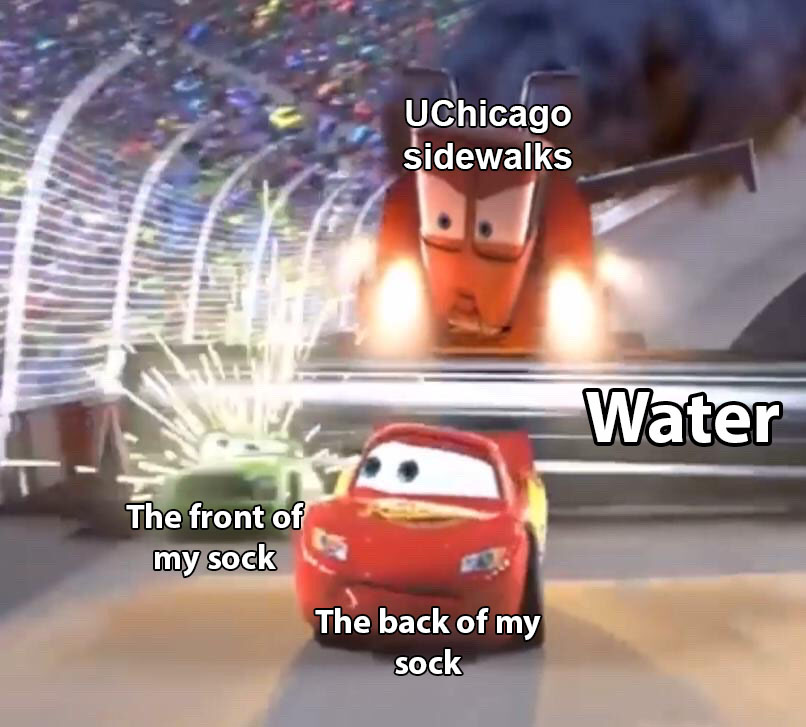 UChicago
sidewalks
Water
The front of
my sock
The back of my
sock